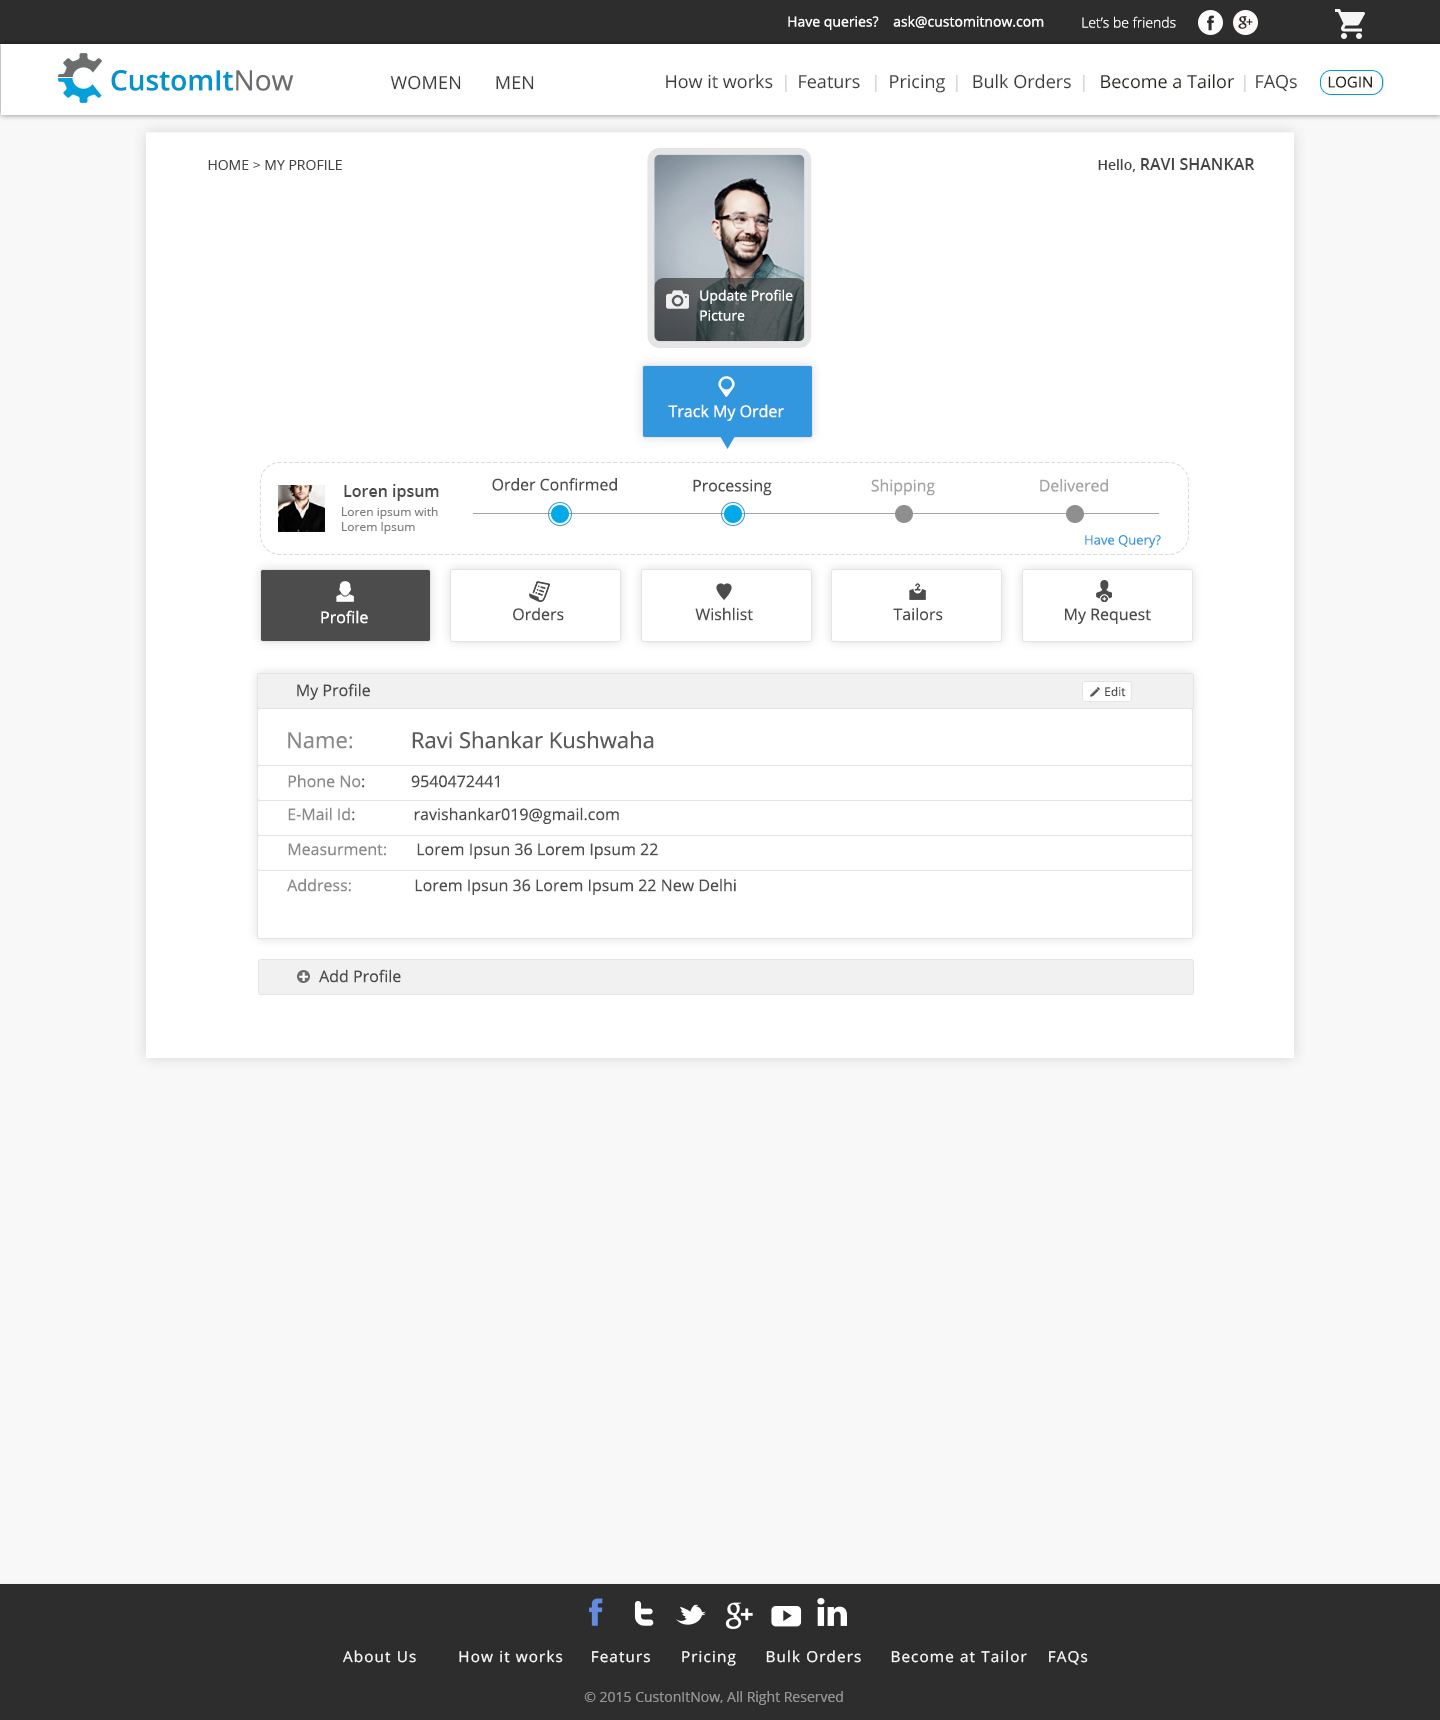 Have queries? ask@customitnow.com Let's be friends
CustomItNow WOMEN MEN How it works | Featurs | Pricing | Bulk Orders | Become a Tailor | FAQs LOGIN
HOME > MY PROFILE
Hello, RAVI SHANKAR
Update Profile
Picture
Track My Order
Loren ipsum
Loren ipsum with
Lorem Ipsum
Order Confirmed Processing Shipping Delivered
Have Query?
Profile Orders Wishlist Tailors My Request
My Profile Edit
Name: Ravi Shankar Kushwaha
Phone No: 9540472441
E-Mail Id: ravishankar019@gmail.com
Measurment: Lorem Ipsun 36 Lorem Ipsum 22
Address: Lorem Ipsun 36 Lorem Ipsum 22 New Delhi
Add Profile
About Us How it works Featurs Pricing Bulk Orders Become at Tailor FAQs
© 2015 CustonItNow, All Right Reserved